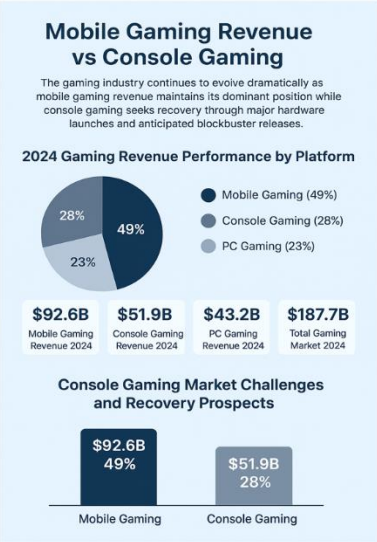 Mobile Gaming Revenue
vs Console Gaming
The gaming industry continues to evolve dramatically as
mobile gaming revenue maintains its dominant position while
console gaming seeks recovery through major hardware
launches and anticipated blockbuster releases.
2024 Gaming Revenue Performance by Platform
28%
49%
23%
Mobile Gaming (49%)
Console Gaming (28%)
PC Gaming (23%)
$92.6B
Mobile Gaming
Revenue 2024
$51.9B
Console Gaming
Revenue 2024
$43.2B
PC Gaming
Revenue 2024
$187.7B
Total Gaming
Market 2024
Console Gaming Market Challenges
and Recovery Prospects
$92.6B
49%
$51.9B
28%
Mobile Gaming
Console Gaming